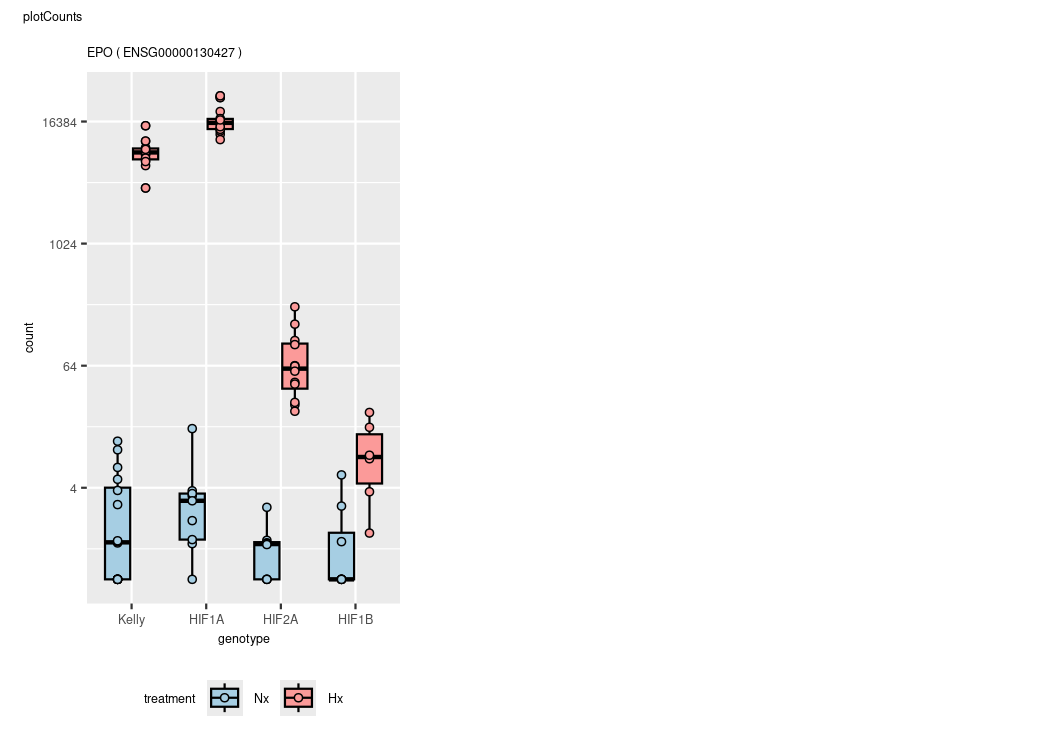 plotCounts
EPO ( ENSG00000130427 )
count
16384
1024
64
4
Kelly HIF1A HIF2A HIF1B
genotype
treatment Nx Hx